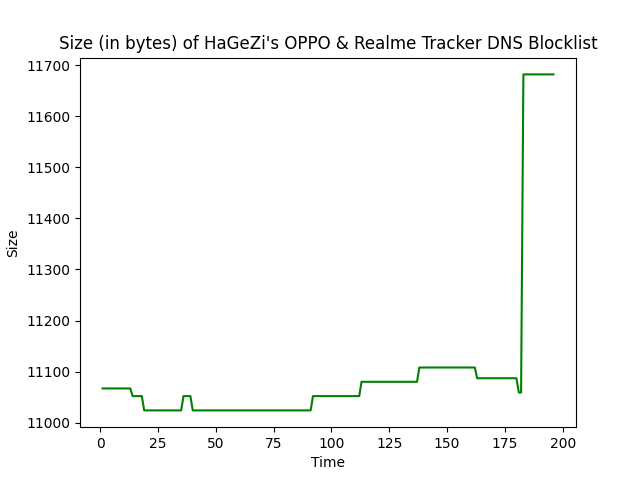 Size (in bytes) of HaGeZi's OPPO & Realme Tracker DNS Blocklist
11700
11600
11500
11400
11300
11200
11100
11000
Size
0 25 50 75 100 125 150 175 200
Time